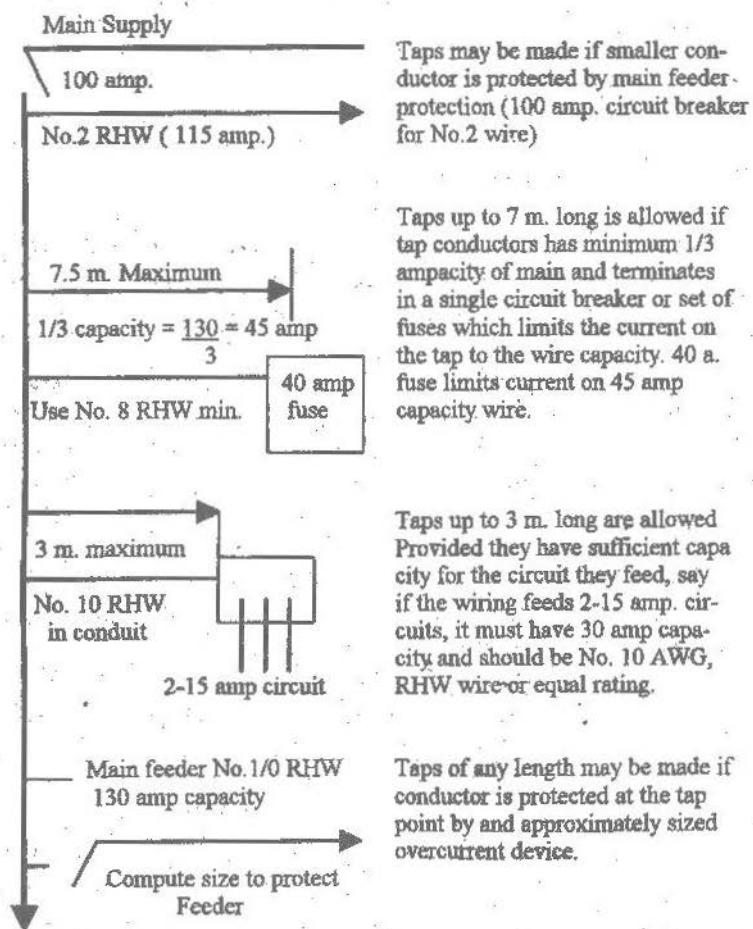 Main Supply
100 amp.
No.2 RHW ( 115 amp.)
Taps may be made if smaller con-
ductor is protected by main feeder
protection (100 amp. circuit breaker
for No.2 wire)
7.5 m. Maximum
1/3 capacity = 130 = 45 amp
3
Use No. 8 RHW min.
40 amp
fuse
Taps up to 7 m. long is allowed if
tap conductors has minimum 1/3
ampacity of main and terminates
in a single circuit breaker or set of
fuses which limits the current on
the tap to the wire capacity. 40 a.
fuse limits current on 45 amp
capacity wire.
3 m. maximum
No. 10 RHW
in conduit
2-15 amp circuit
Taps up to 3 m. long are allowed
Provided they have sufficient capa
city for the circuit they feed, say
if the wiring feeds 2-15 amp. cir-
cuits, it must have 30 amp capa-
city and should be No. 10 AWG,
RHW wire or equal rating.
Main feeder No.1/0 RHW
130 amp capacity
Compute size to protect
Feeder
Taps of any length may be made if
conductor is protected at the tap
point by and approximately sized
overcurrent device.